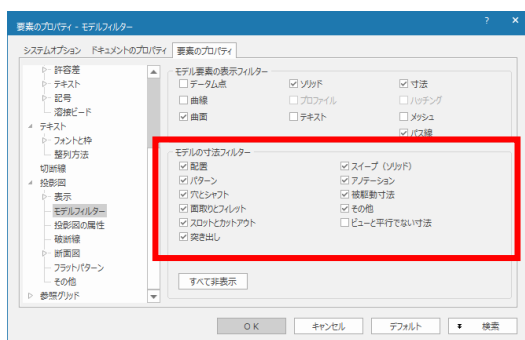 要素のプロパティ - モデルフィルター
? ×
システムオプション ドキュメントのプロパティ 要素のプロパティ
許容差
テキスト
記号
溶接ビード
テキスト
フォントと枠
整列方法
切断線
投影図
表示
モデルフィルター
投影図の属性
破断線
断面図
フラットパターン
その他
参照グリッド
モデル要素の表示フィルター
データム点 ソリッド 寸法
曲線 プロファイル ハッチング
曲面 テキスト メッシュ
パス線
モデルの寸法フィルター
配置 スイープ (ソリッド)
パターン アノテーション
穴とシャフト 被駆動寸法
面取りとフィレット その他
スロットとカットアウト ビューと平行でない寸法
突き出し
すべて非表示
OK キャンセル デフォルト 検索